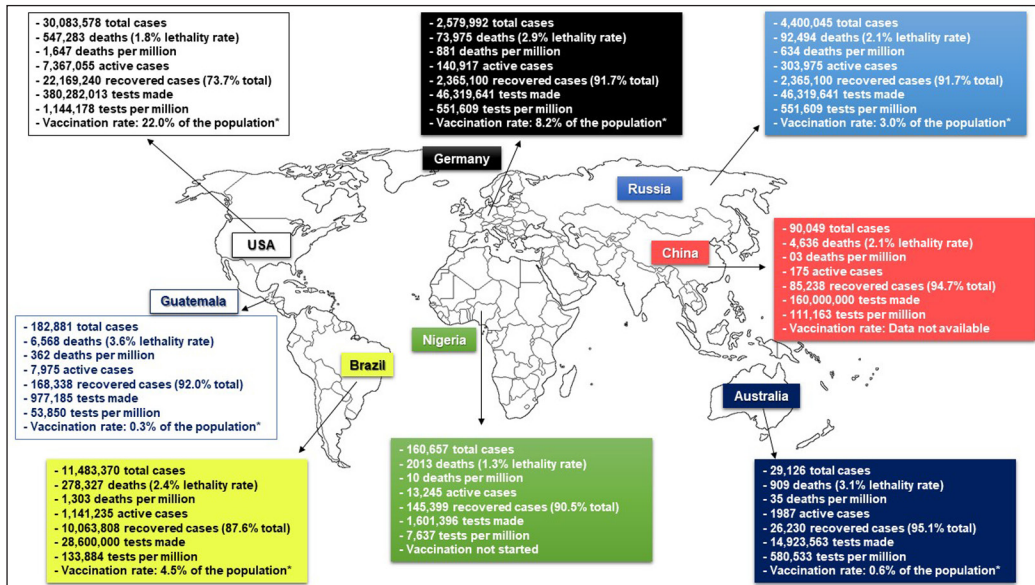 - 30,083,578 total cases
- 547,283 deaths (1.8% lethality rate)
- 1,647 deaths per million
- 7,367,055 active cases
- 22,169,240 recovered cases (73.7% total)
- 380,282,013 tests made
- 1,144,178 tests per million
- Vaccination rate: 22.0% of the population*
- 2,579,992 total cases
- 73,975 deaths (2.9% lethality rate)
- 881 deaths per million
- 140,917 active cases
- 2,365,100 recovered cases (91.7% total)
- 46,319,641 tests made
- 551,609 tests per million
- Vaccination rate: 8.2% of the population*
- 4,400,045 total cases
- 92,494 deaths (2.1% lethality rate)
- 634 deaths per million
- 303,975 active cases
- 2,365,100 recovered cases (91.7% total)
- 46,319,641 tests made
- 551,609 tests per million
- Vaccination rate: 3.0% of the population*
Germany
Russia
USA
China
- 90,049 total cases
- 4,636 deaths (2.1% lethality rate)
- 03 deaths per million
- 175 active cases
- 85,238 recovered cases (94.7% total)
- 160,000,000 tests made
- 111,163 tests per million
- Vaccination rate: Data not available
Guatemala
- 182,881 total cases
- 6,568 deaths (3.6% lethality rate)
- 362 deaths per million
- 7,975 active cases
- 168,338 recovered cases (92.0% total)
- 977,185 tests made
- 53,850 tests per million
- Vaccination rate: 0.3% of the population*
Nigeria
Brazil
Australia
- 11,483,370 total cases
- 278,327 deaths (2.4% lethality rate)
- 1,303 deaths per million
- 1,141,235 active cases
- 10,063,808 recovered cases (87.6% total)
- 28,600,000 tests made
- 133,884 tests per million
- Vaccination rate: 4.5% of the population*
- 160,657 total cases
- 2013 deaths (1.3% lethality rate)
- 10 deaths per million
- 13,245 active cases
- 145,399 recovered cases (90.5% total)
- 1,601,396 tests made
- 7,637 tests per million
- Vaccination not started
- 29,126 total cases
- 909 deaths (3.1% lethality rate)
- 35 deaths per million
- 1987 active cases
- 26,230 recovered cases (95.1% total)
- 14,923,563 tests made
- 580,533 tests per million
- Vaccination rate: 0.6% of the population*